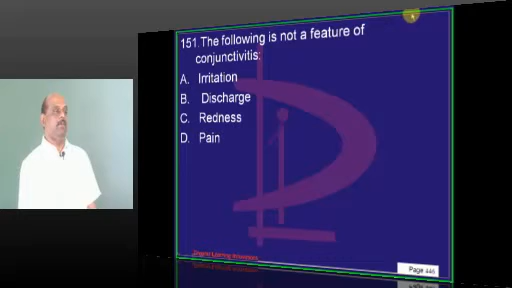 151. The following is not a feature of
conjunctivitis:
A. Irritation
B. Discharge
C. Redness
D. Pain
Page 446